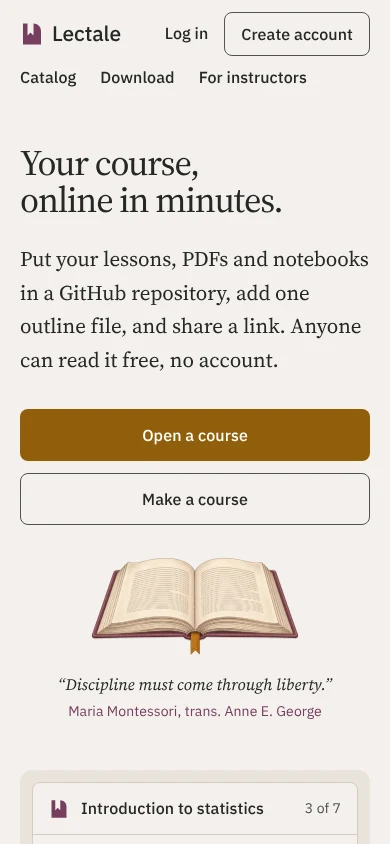 Lectale
Log in
Create account
Catalog
Download
For instructors
Your course,
online in minutes.
Put your lessons, PDFs and notebooks
in a GitHub repository, add one
outline file, and share a link. Anyone
can read it free, no account.
Open a course
Make a course
“Discipline must come through liberty.”
Maria Montessori, trans. Anne E. George
Introduction to statistics
3 of 7